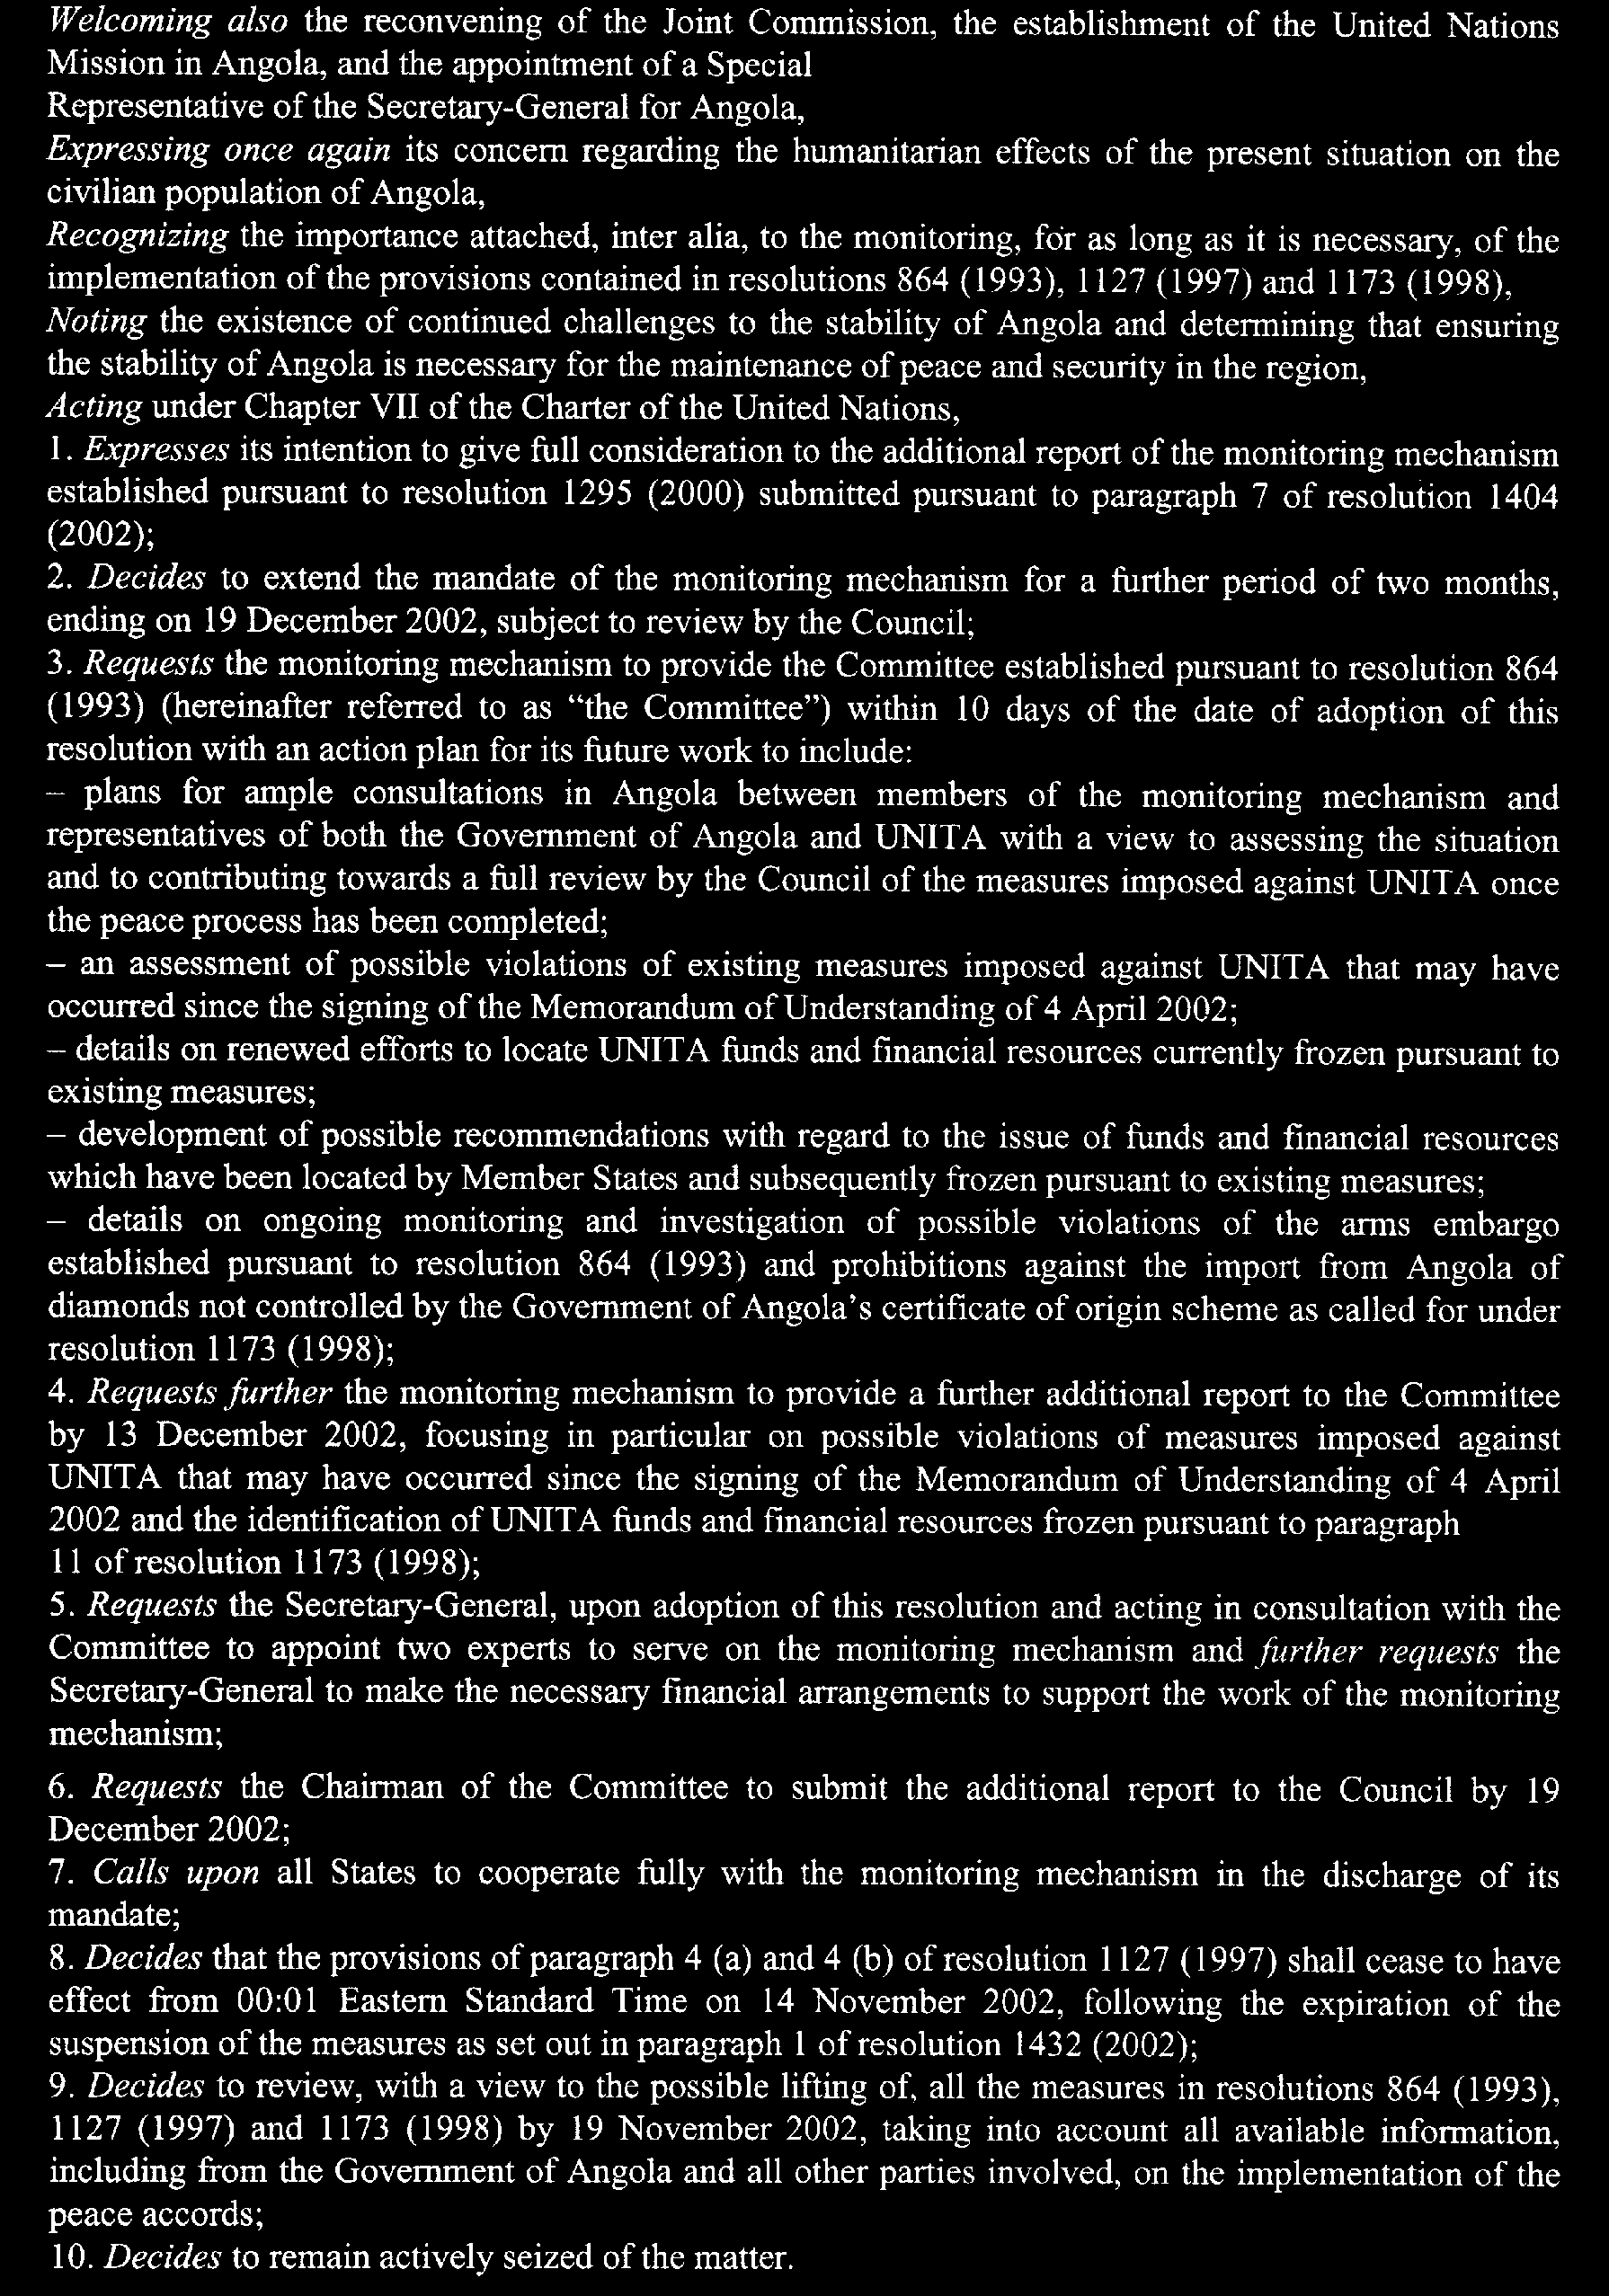 Welcoming also the reconvening of the Joint Commission, the establishment of the United Nations
Mission in Angola, and the appointment of a Special
Representative of the Secretary-General for Angola,
Expressing once again its concern regarding the humanitarian effects of the present situation on the
civilian population of Angola,
Recognizing the importance attached, inter alia, to the monitoring, for as long as it is necessary, of the
implementation of the provisions contained in resolutions 864 (1993), 1127 (1997) and 1173 (1998),
Noting the existence of continued challenges to the stability of Angola and determining that ensuring
the stability of Angola is necessary for the maintenance of peace and security in the region,
Acting under Chapter VII of the Charter of the United Nations,
1. Expresses its intention to give full consideration to the additional report of the monitoring mechanism
established pursuant to resolution 1295 (2000) submitted pursuant to paragraph 7 of resolution 1404
(2002);
2. Decides to extend the mandate of the monitoring mechanism for a further period of two months,
ending on 19 December 2002, subject to review by the Council;
3. Requests the monitoring mechanism to provide the Committee established pursuant to resolution 864
(1993) (hereinafter referred to as “the Committee”) within 10 days of the date of adoption of this
resolution with an action plan for its future work to include:
– plans for ample consultations in Angola between members of the monitoring mechanism and
representatives of both the Government of Angola and UNITA with a view to assessing the situation
and to contributing towards a full review by the Council of the measures imposed against UNITA once
the peace process has been completed;
– an assessment of possible violations of existing measures imposed against UNITA that may have
occurred since the signing of the Memorandum of Understanding of 4 April 2002;
– details on renewed efforts to locate UNITA funds and financial resources currently frozen pursuant to
existing measures;
– development of possible recommendations with regard to the issue of funds and financial resources
which have been located by Member States and subsequently frozen pursuant to existing measures;
– details on ongoing monitoring and investigation of possible violations of the arms embargo
established pursuant to resolution 864 (1993) and prohibitions against the import from Angola of
diamonds not controlled by the Government of Angola’s certificate of origin scheme as called for under
resolution 1173 (1998);
4. Requests further the monitoring mechanism to provide a further additional report to the Committee
by 13 December 2002, focusing in particular on possible violations of measures imposed against
UNITA that may have occurred since the signing of the Memorandum of Understanding of 4 April
2002 and the identification of UNITA funds and financial resources frozen pursuant to paragraph
11 of resolution 1173 (1998);
5. Requests the Secretary-General, upon adoption of this resolution and acting in consultation with the
Committee to appoint two experts to serve on the monitoring mechanism and further requests the
Secretary-General to make the necessary financial arrangements to support the work of the monitoring
mechanism;
6. Requests the Chairman of the Committee to submit the additional report to the Council by 19
December 2002;
7. Calls upon all States to cooperate fully with the monitoring mechanism in the discharge of its
mandate;
8. Decides that the provisions of paragraph 4 (a) and 4 (b) of resolution 1127 (1997) shall cease to have
effect from 00:01 Eastern Standard Time on 14 November 2002, following the expiration of the
suspension of the measures as set out in paragraph 1 of resolution 1432 (2002);
9. Decides to review, with a view to the possible lifting of, all the measures in resolutions 864 (1993),
1127 (1997) and 1173 (1998) by 19 November 2002, taking into account all available information,
including from the Government of Angola and all other parties involved, on the implementation of the
peace accords;
10. Decides to remain actively seized of the matter.